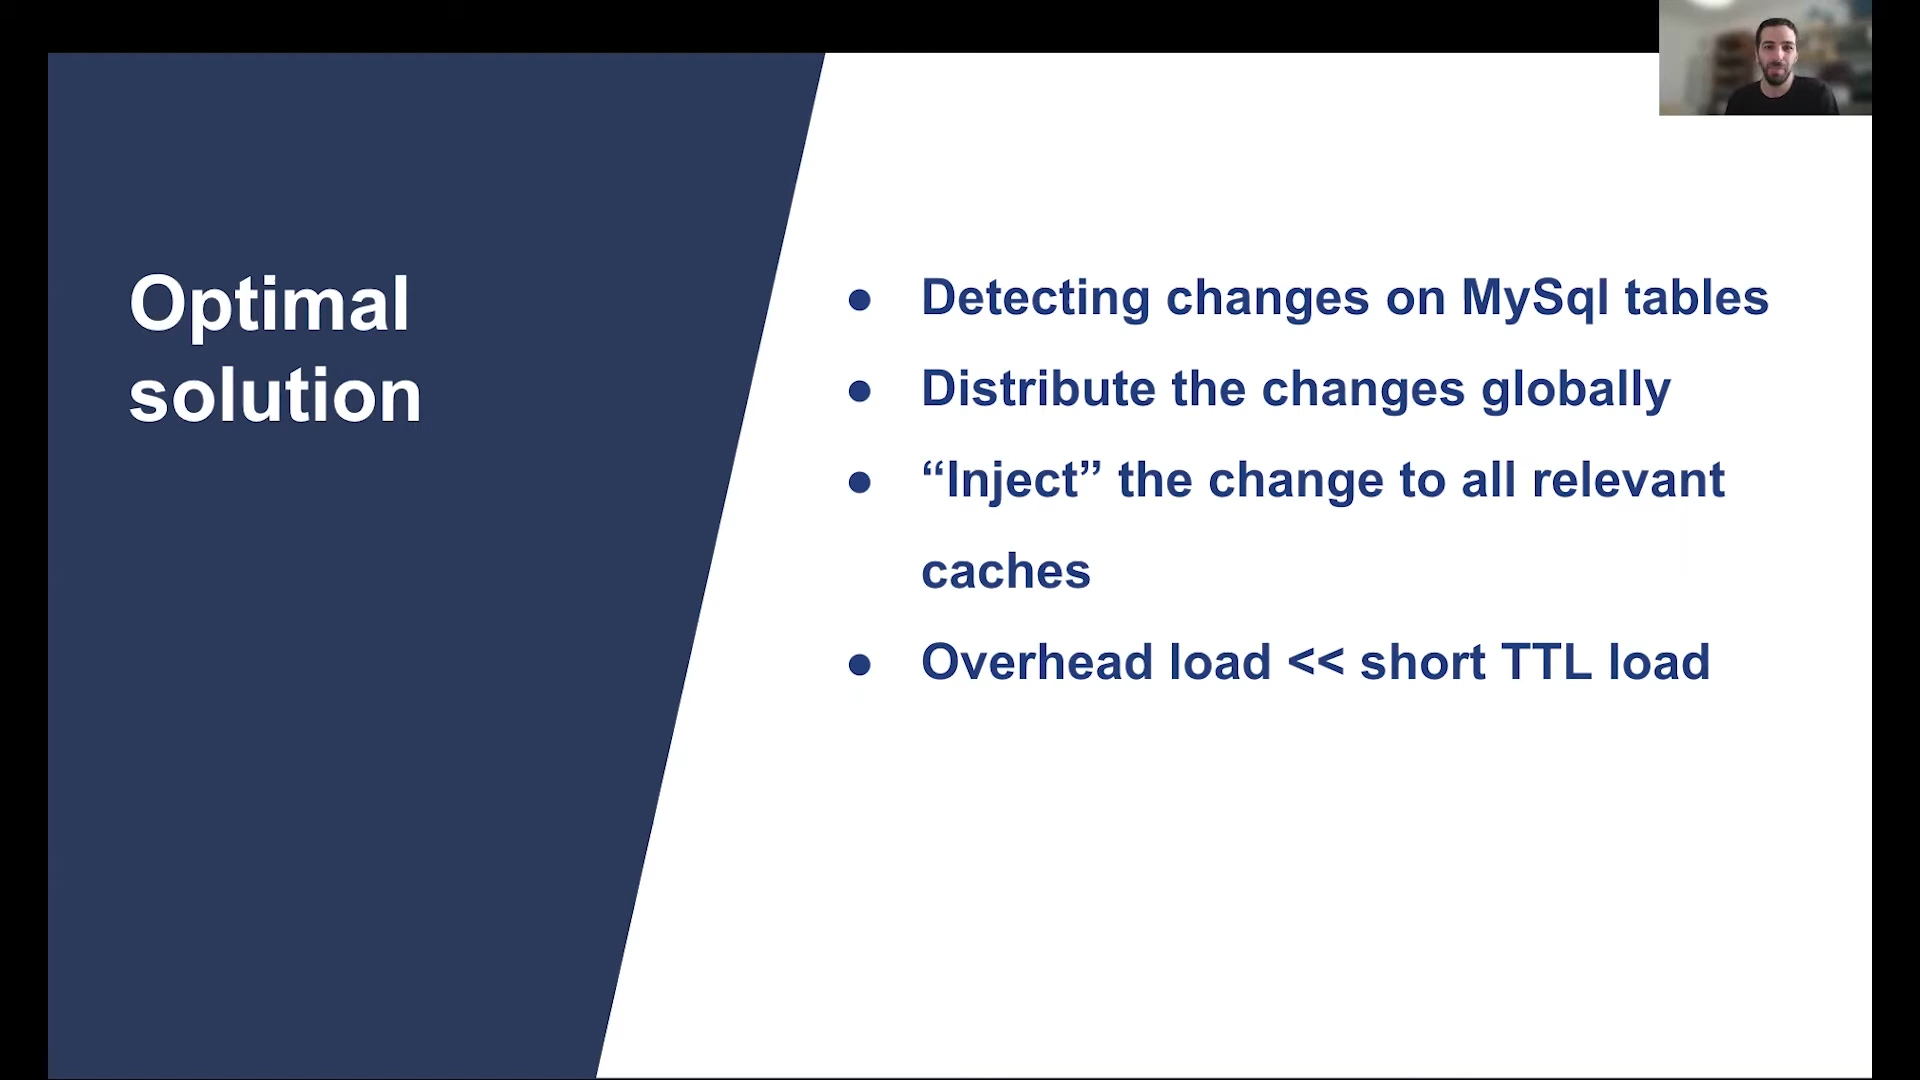 Optimal
solution
● Detecting changes on MySql tables
● Distribute the changes globally
● “Inject” the change to all relevant
caches
● Overhead load << short TTL load